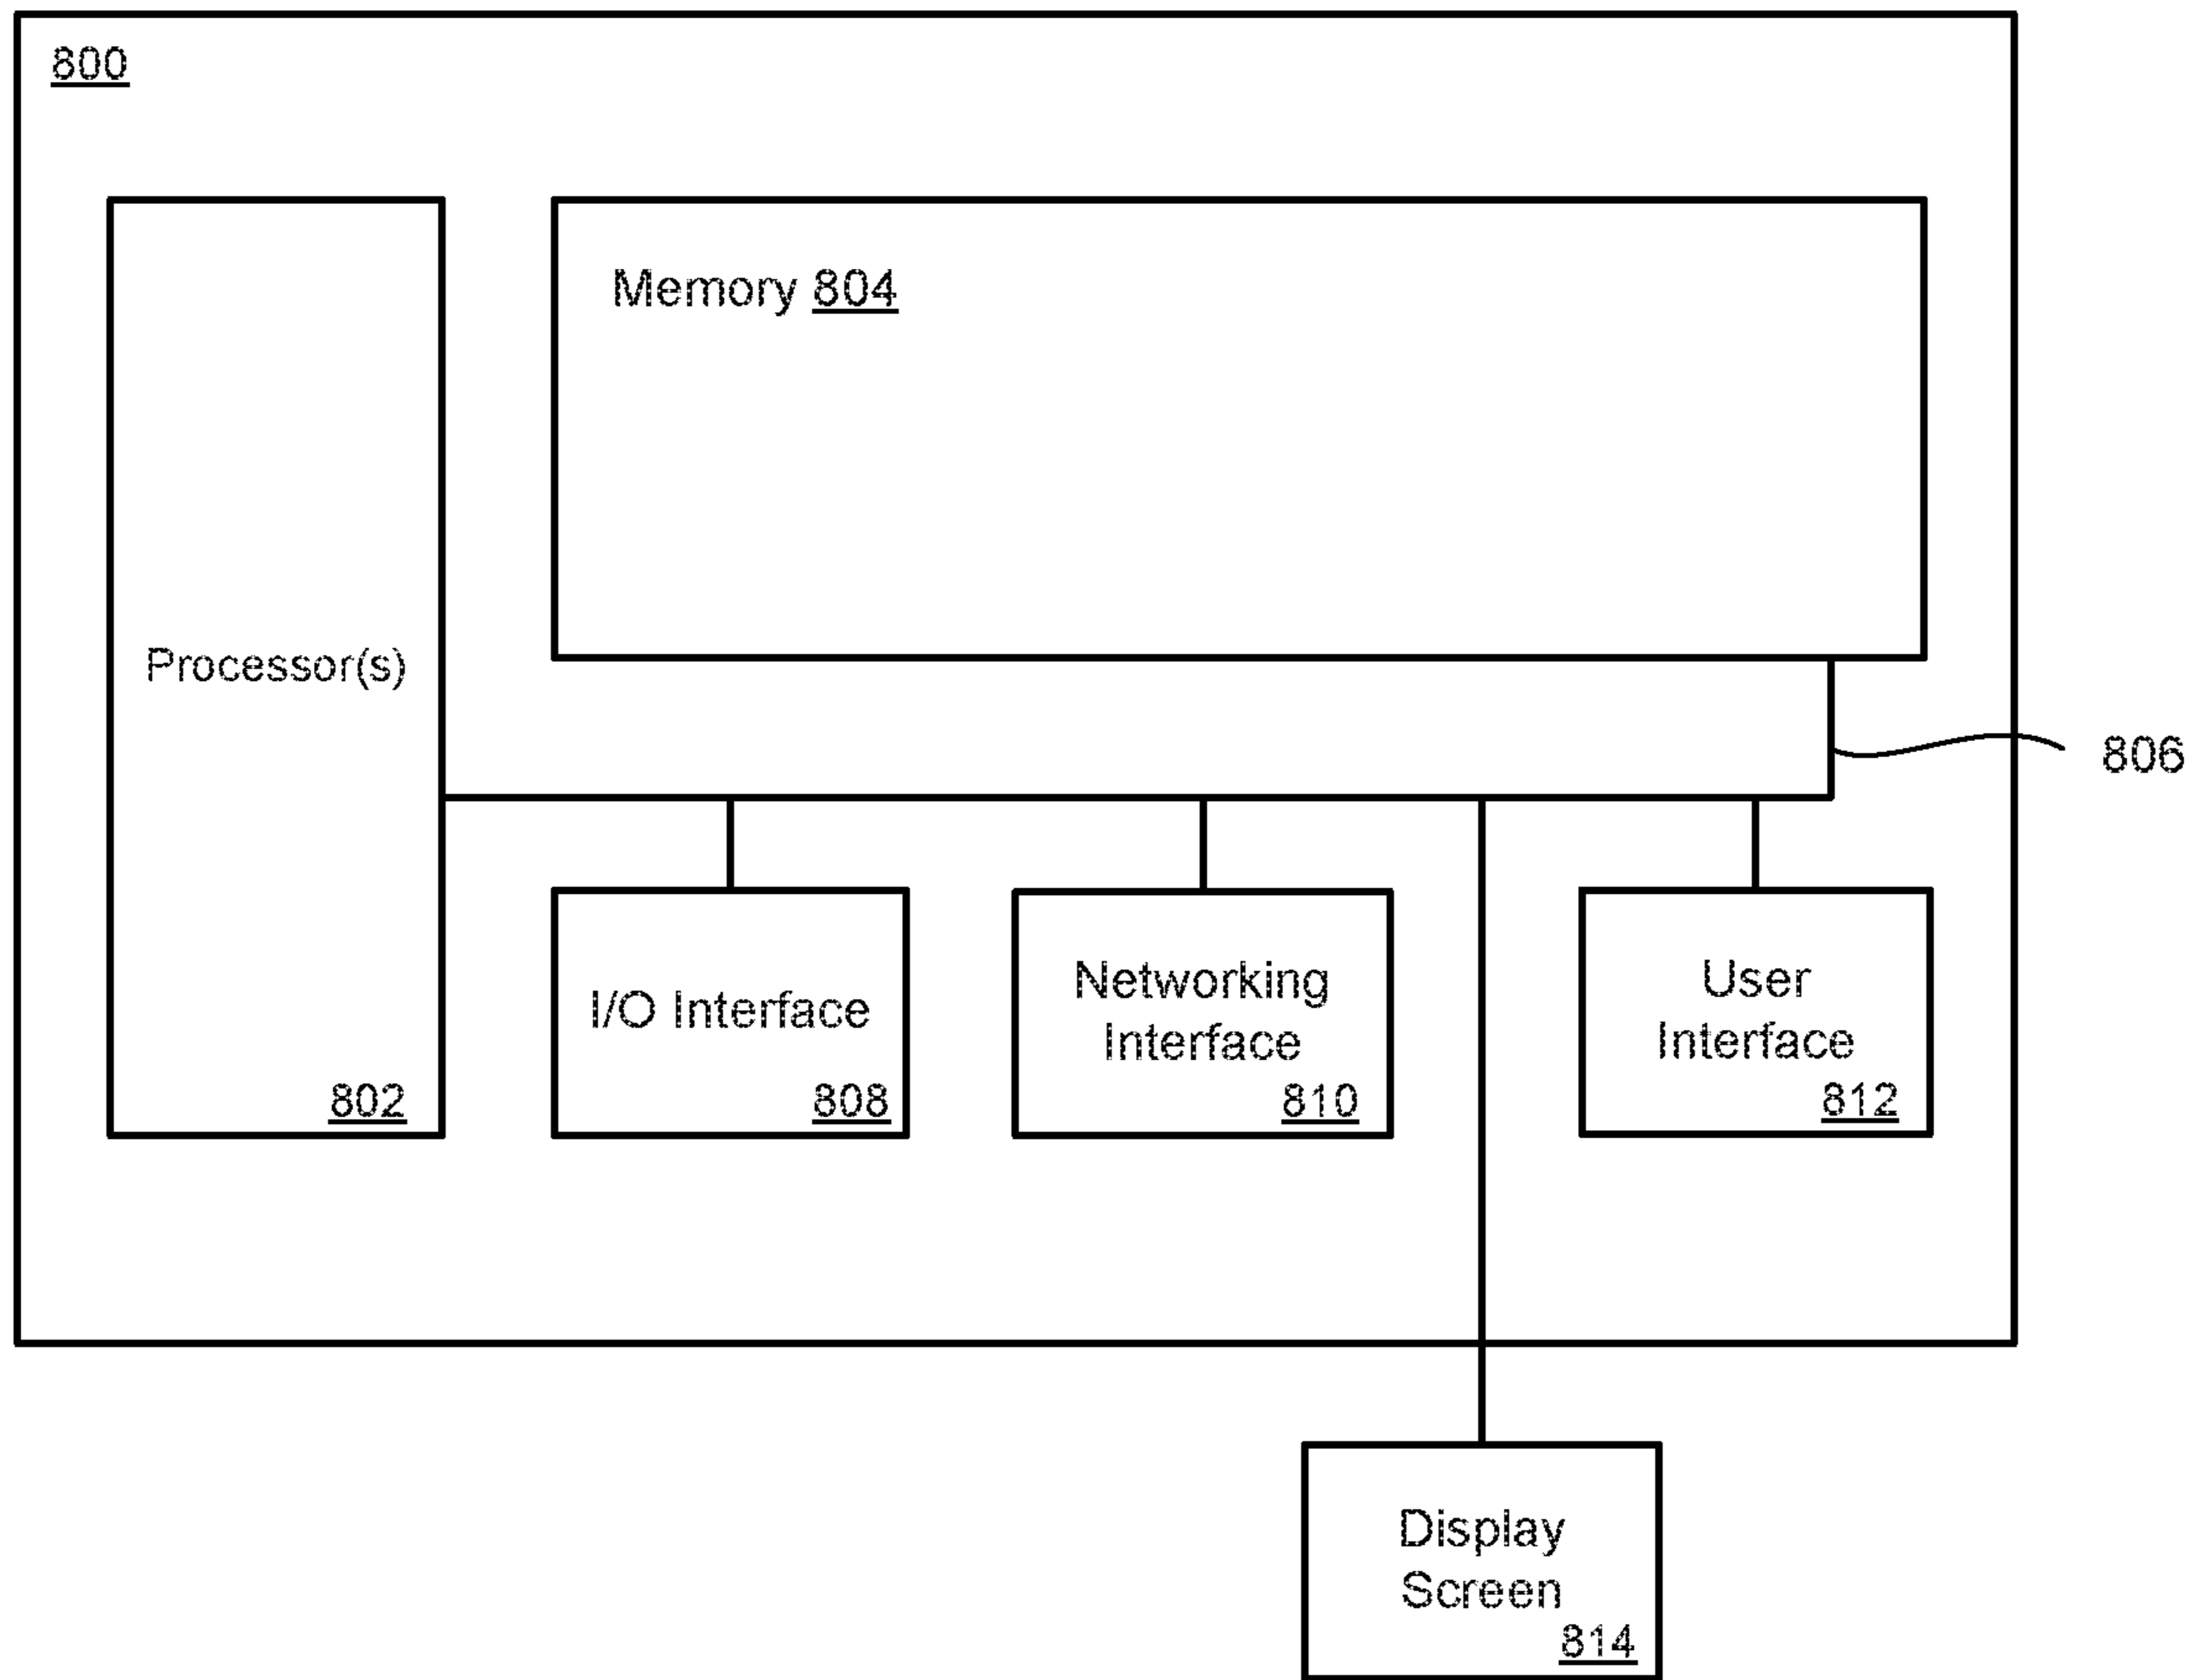 800
Memory 804
Processor(s)
802
806
I/O Interface
808
Networking
Interface
810
User
Interface
812
Display
Screen
814